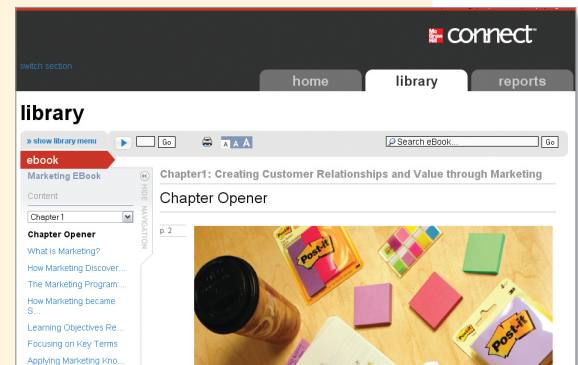 Mc
Graw
Hill connect
switch section
home library reports
library
» show library menu Go A A A Search eBook... Go
ebook
Marketing EBook
Content
Chapter 1
Chapter Opener
What is Marketing?
How Marketing Discover...
The Marketing Program:...
How Marketing became
S...
Learning Objectives Re...
Focusing on Key Terms
Applying Marketing Kno...
HIDE NAVIGATION
Chapter1: Creating Customer Relationships and Value through Marketing
Chapter Opener
p. 2
Post-it
Post-it